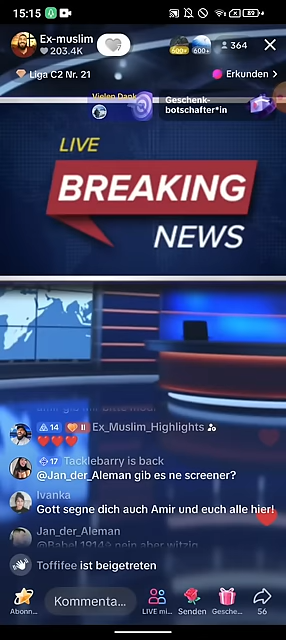 15:15
89
Ex-muslim
203.4K
600+
600+
364
Liga C2 Nr. 21
Erkunden >
Vielen Dank
Geschenk-
botschafter*in
LIVE
BREAKING
NEWS
14 II Ex_Muslim_Highlights
17 Tacklebarry is back
@Jan_der_Aleman gib es ne screener?
Ivanka
Gott segne dich auch Amir und euch alle hier!
Jan_der_Aleman
@Babel 1914 nein aber witzig
Toffifee ist beigetreten
Kommenta...
Abonn...
LIVE mi...
Senden
Gesche...
56